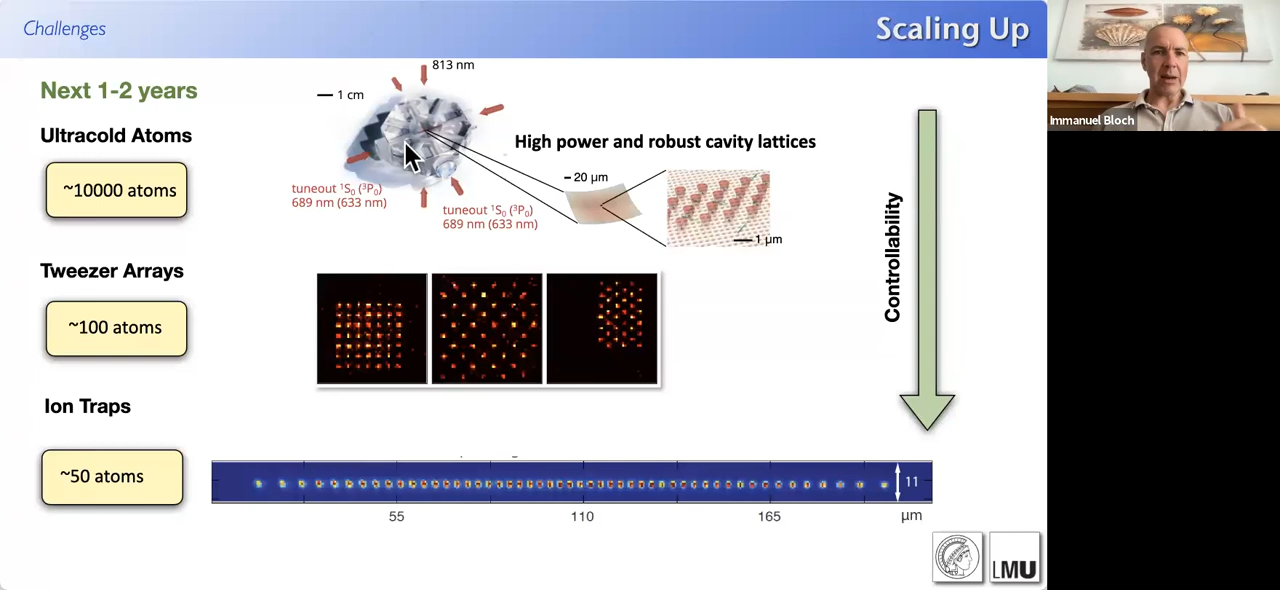 Challenges
Scaling Up
Immanuel Bloch
Next 1-2 years
Ultracold Atoms
~10000 atoms
813 nm
1 cm
High power and robust cavity lattices
20 µm
tuneout ¹S₀ (³P₀)
689 nm (633 nm)
tuneout ¹S₀ (³P₀)
689 nm (633 nm)
1 µm
Controllability
Tweezer Arrays
~100 atoms
Ion Traps
~50 atoms
11
55
110
165
µm
LMU